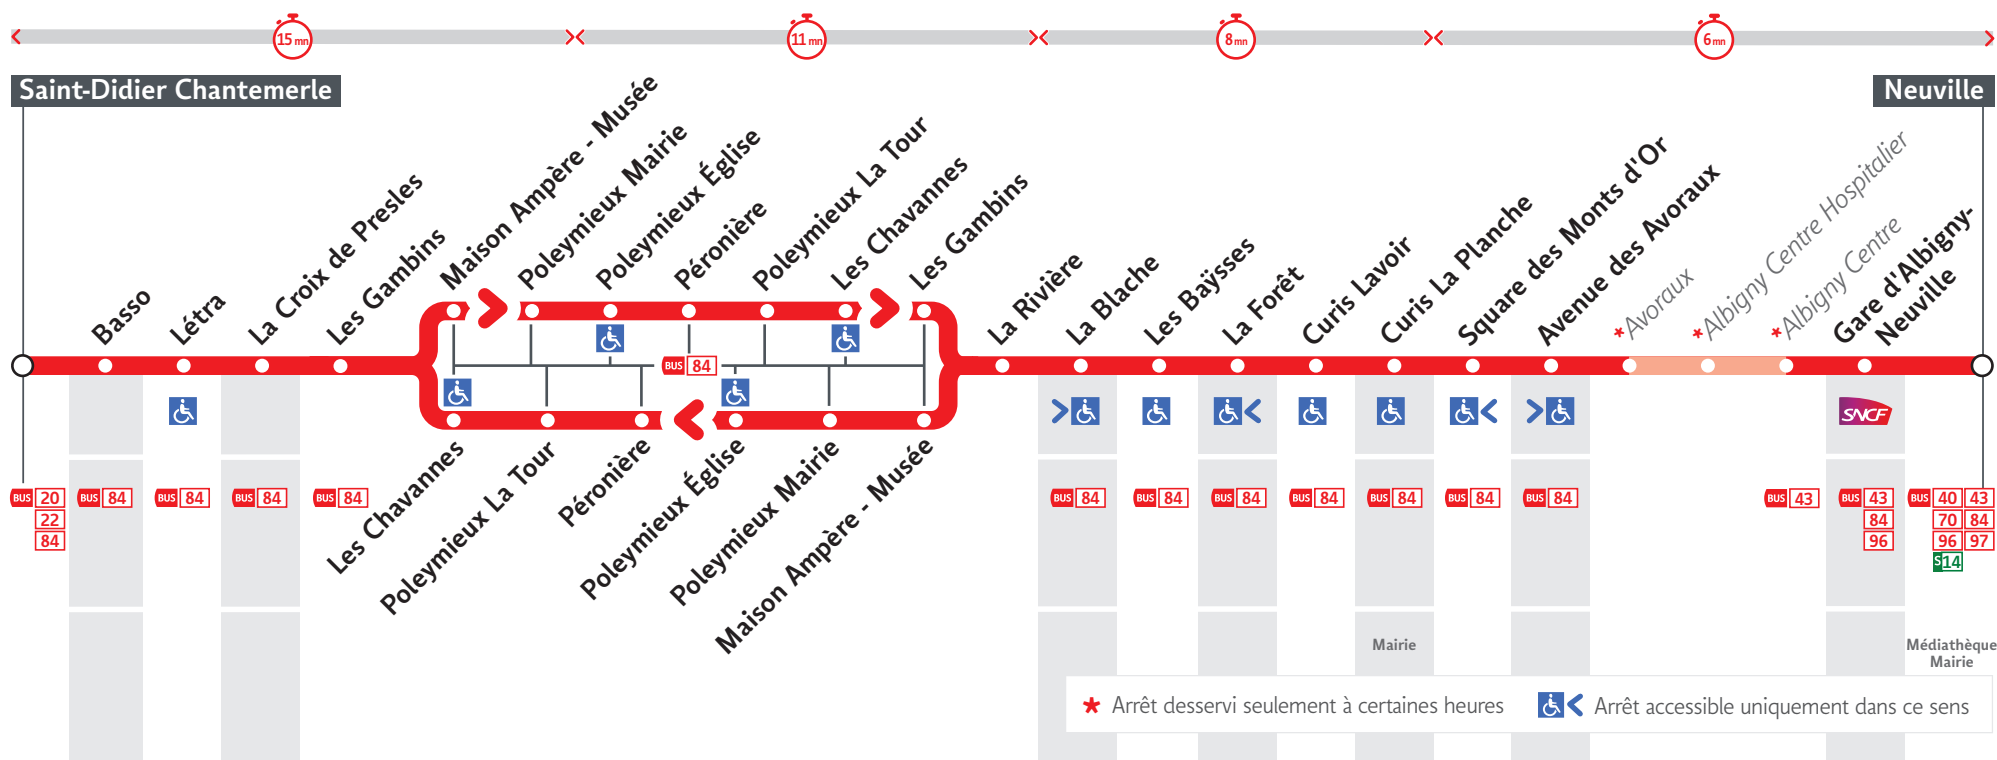 15 mn
11 mn
8 mn
6 mn
Saint-Didier Chantemerle
Neuville
Basso
Létra
La Croix de Presles
Les Gambins
Maison Ampère - Musée
Poleymieux Mairie
Poleymieux Église
Péronière
Poleymieux La Tour
Les Chavannes
Les Gambins
La Rivière
La Blache
Les Baÿsses
La Forêt
Curis Lavoir
Curis La Planche
Square des Monts d'Or
Avenue des Avoraux
*Avoraux
*Albigny Centre Hospitalier
*Albigny Centre
Gare d'Albigny-
Neuville
BUS 84
Les Chavannes
Poleymieux La Tour
Péronière
Poleymieux Église
Poleymieux Mairie
Maison Ampère - Musée
SNCF
BUS 20
22
84
BUS 84
BUS 84
BUS 84
BUS 84
BUS 84
BUS 84
BUS 84
BUS 84
BUS 84
BUS 84
BUS 84
BUS 43
BUS 43
84
96
BUS 40 43
70 84
96 97
S14
Mairie
Médiathèque
Mairie
* Arrêt desservi seulement à certaines heures
< Arrêt accessible uniquement dans ce sens